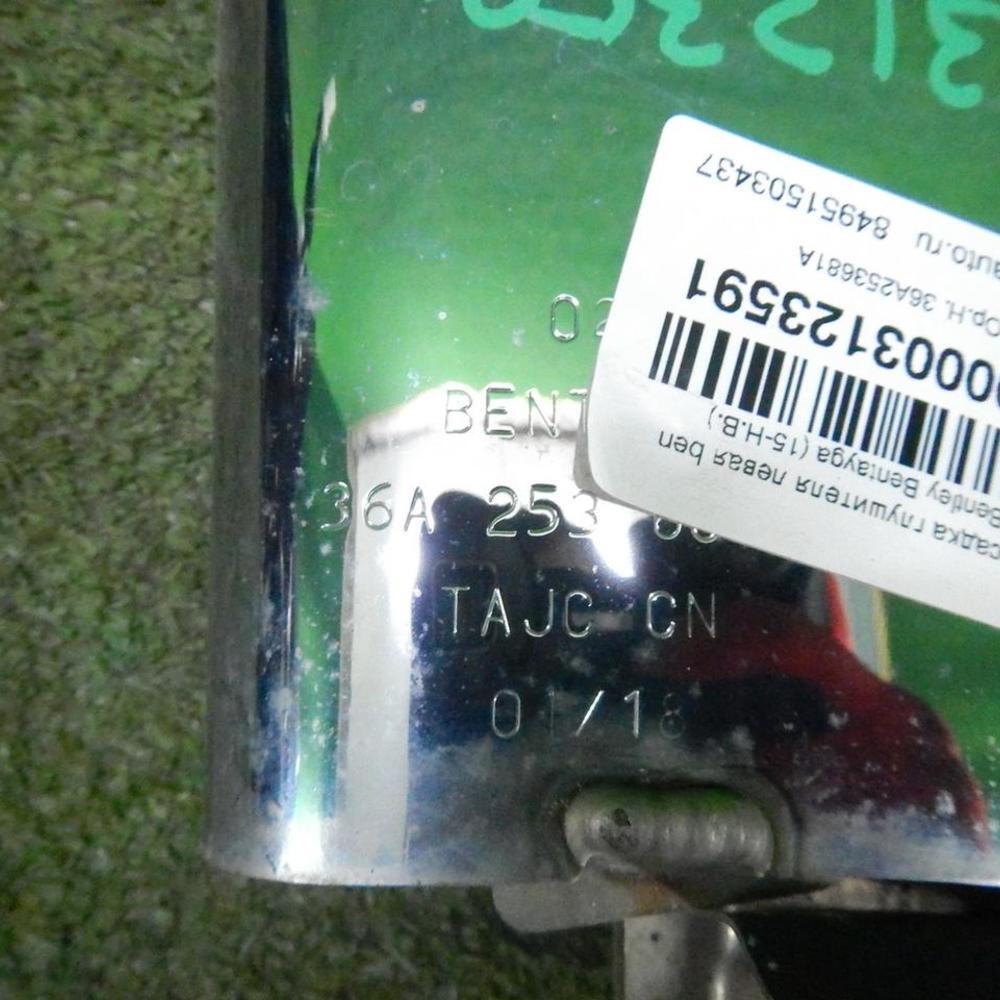 02
BENT
36A 253
TAJC CN
01/18
садка глушителя левая ben
Bentley Bentayga (15-Н.В.)
00003123591
Ор.Н. 36A253681A
auto.ru 84951503437